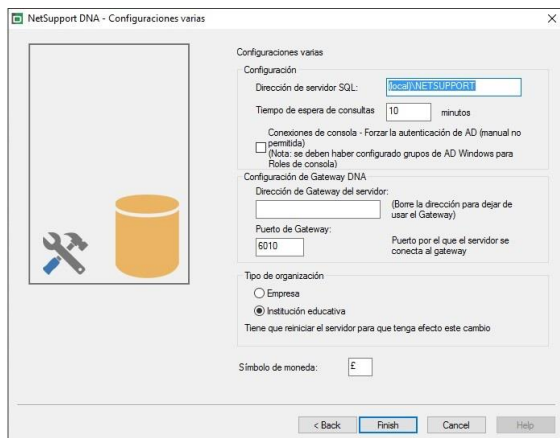 NetSupport DNA - Configuraciones varias
Configuraciones varias
Configuración
Dirección de servidor SQL:
(local)\NETSUPPORT
Tiempo de espera de consultas
10
minutos
Conexiones de consola - Forzar la autenticación de AD (manual no
permitida)
(Nota: se deben haber configurado grupos de AD Windows para
Roles de consola)
Configuración de Gateway DNA
Dirección de Gateway del servidor:
(Borre la dirección para dejar de
usar el Gateway)
Puerto de Gateway:
6010
Puerto por el que el servidor se
conecta al gateway
Tipo de organización
Empresa
Institución educativa
Tiene que reiniciar el servidor para que tenga efecto este cambio
Símbolo de moneda:
£
< Back
Finish
Cancel
Help